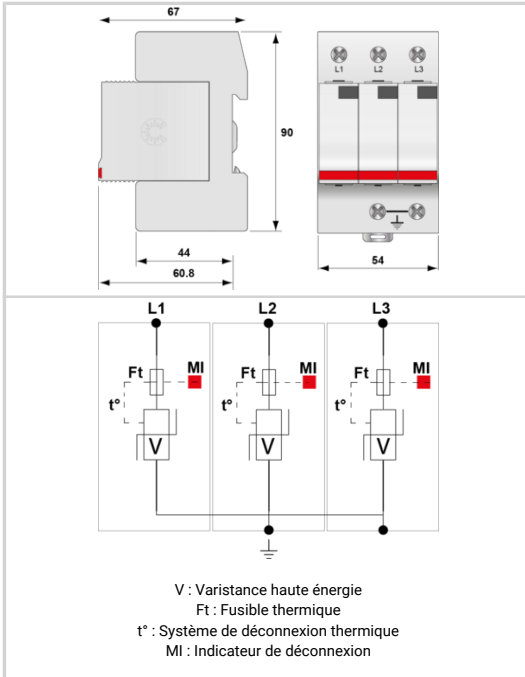 67
L1 L2 L3
90
44
60.8
54
L1 L2 L3
Ft MI Ft MI Ft MI
t° t° t°
V V V
V : Varistance haute énergie
Ft : Fusible thermique
t° : Système de déconnexion thermique
MI : Indicateur de déconnexion